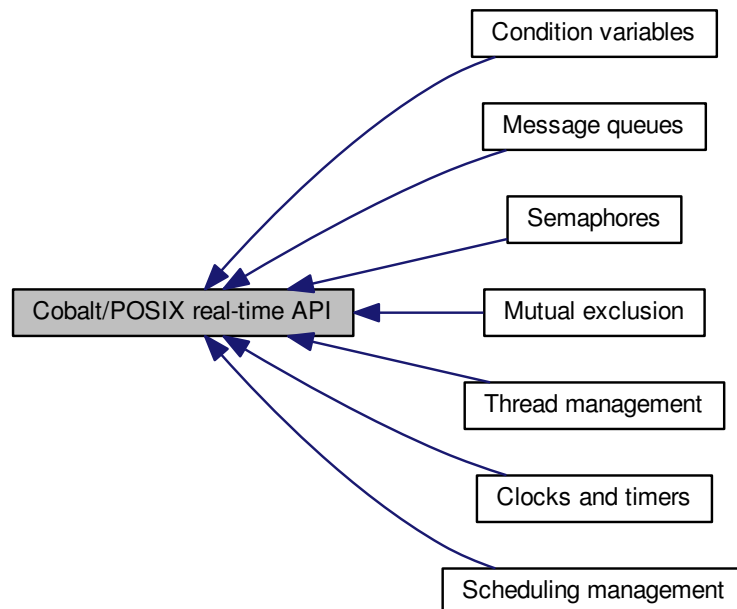 Condition variables
Message queues
Semaphores
Cobalt/POSIX real-time API
Mutual exclusion
Thread management
Clocks and timers
Scheduling management